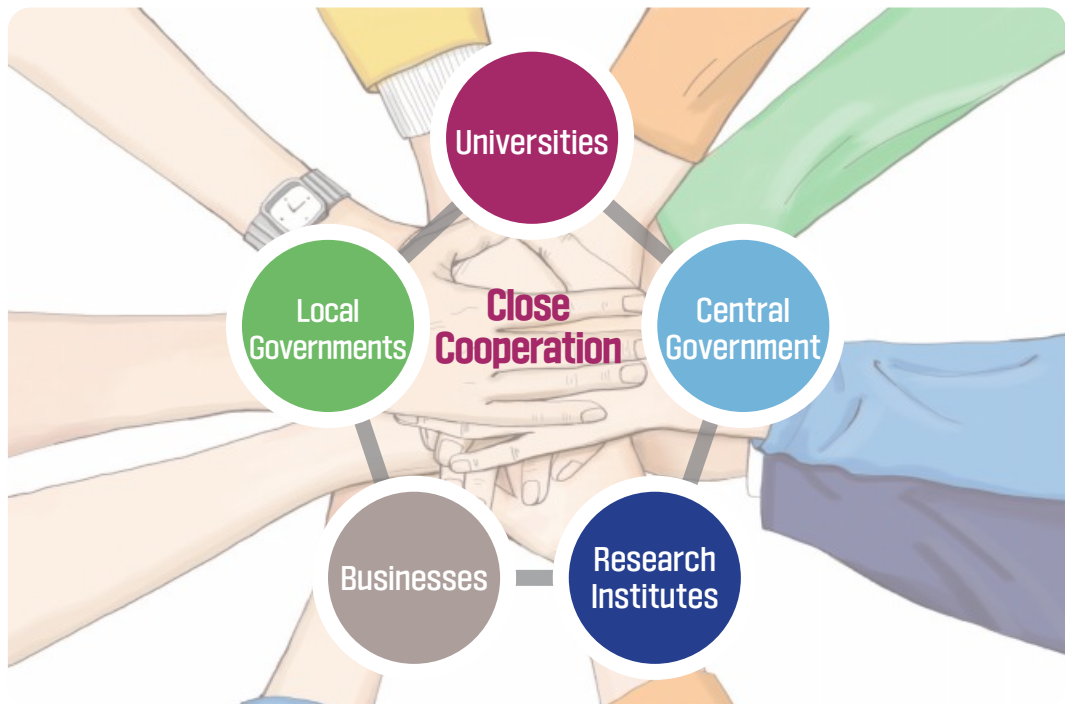 Universities
Local
Governments
Close
Cooperation
Central
Government
Businesses
Research
Institutes